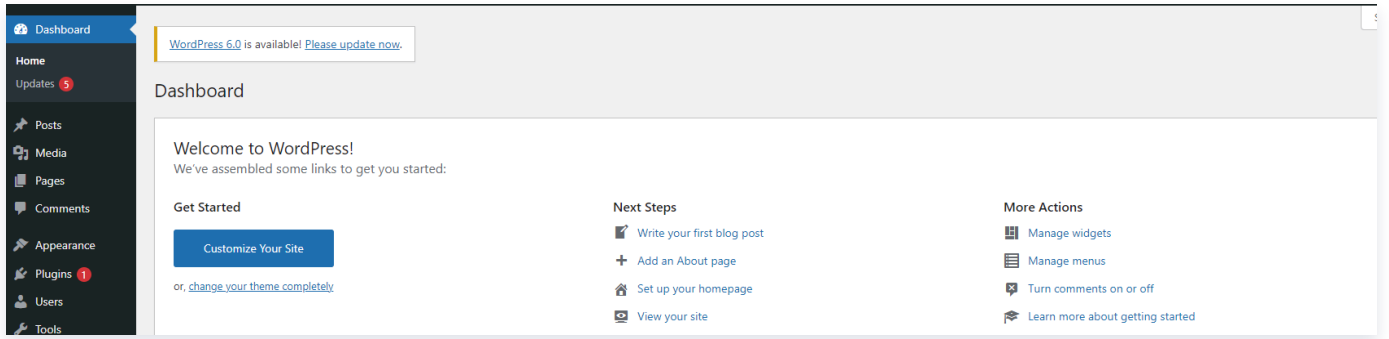 Dashboard
Home
Updates 5
Posts
Media
Pages
Comments
Appearance
Plugins 1
Users
Tools
WordPress 6.0 is available! Please update now.
Dashboard
Welcome to WordPress!
We've assembled some links to get you started:
Get Started
Customize Your Site
or, change your theme completely
Next Steps
Write your first blog post
Add an About page
Set up your homepage
View your site
More Actions
Manage widgets
Manage menus
Turn comments on or off
Learn more about getting started